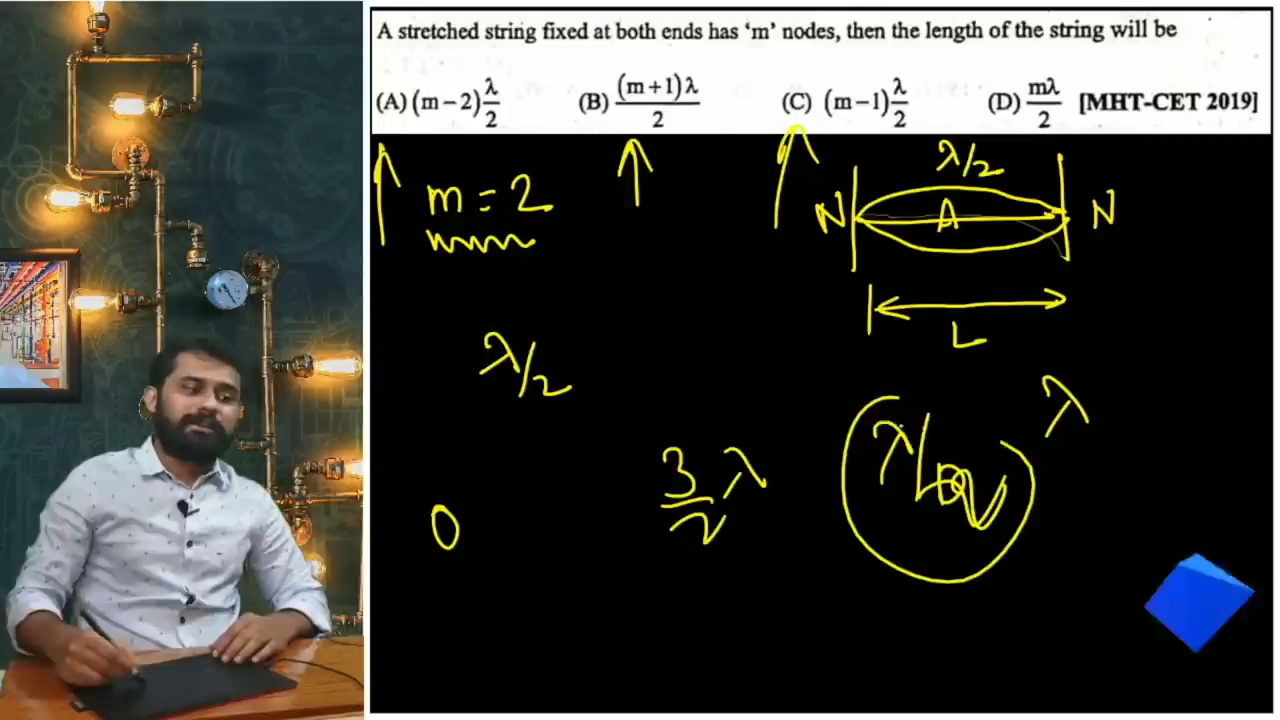 A stretched string fixed at both ends has ‘m’ nodes, then the length of the string will be
(A) (m−2) λ/2 (B) (m+1)λ/2 (C) (m−1) λ/2 (D) mλ/2 [MHT-CET 2019]
λ/2
m = 2
N A N
L
λ/2
λ
3/2 λ
0